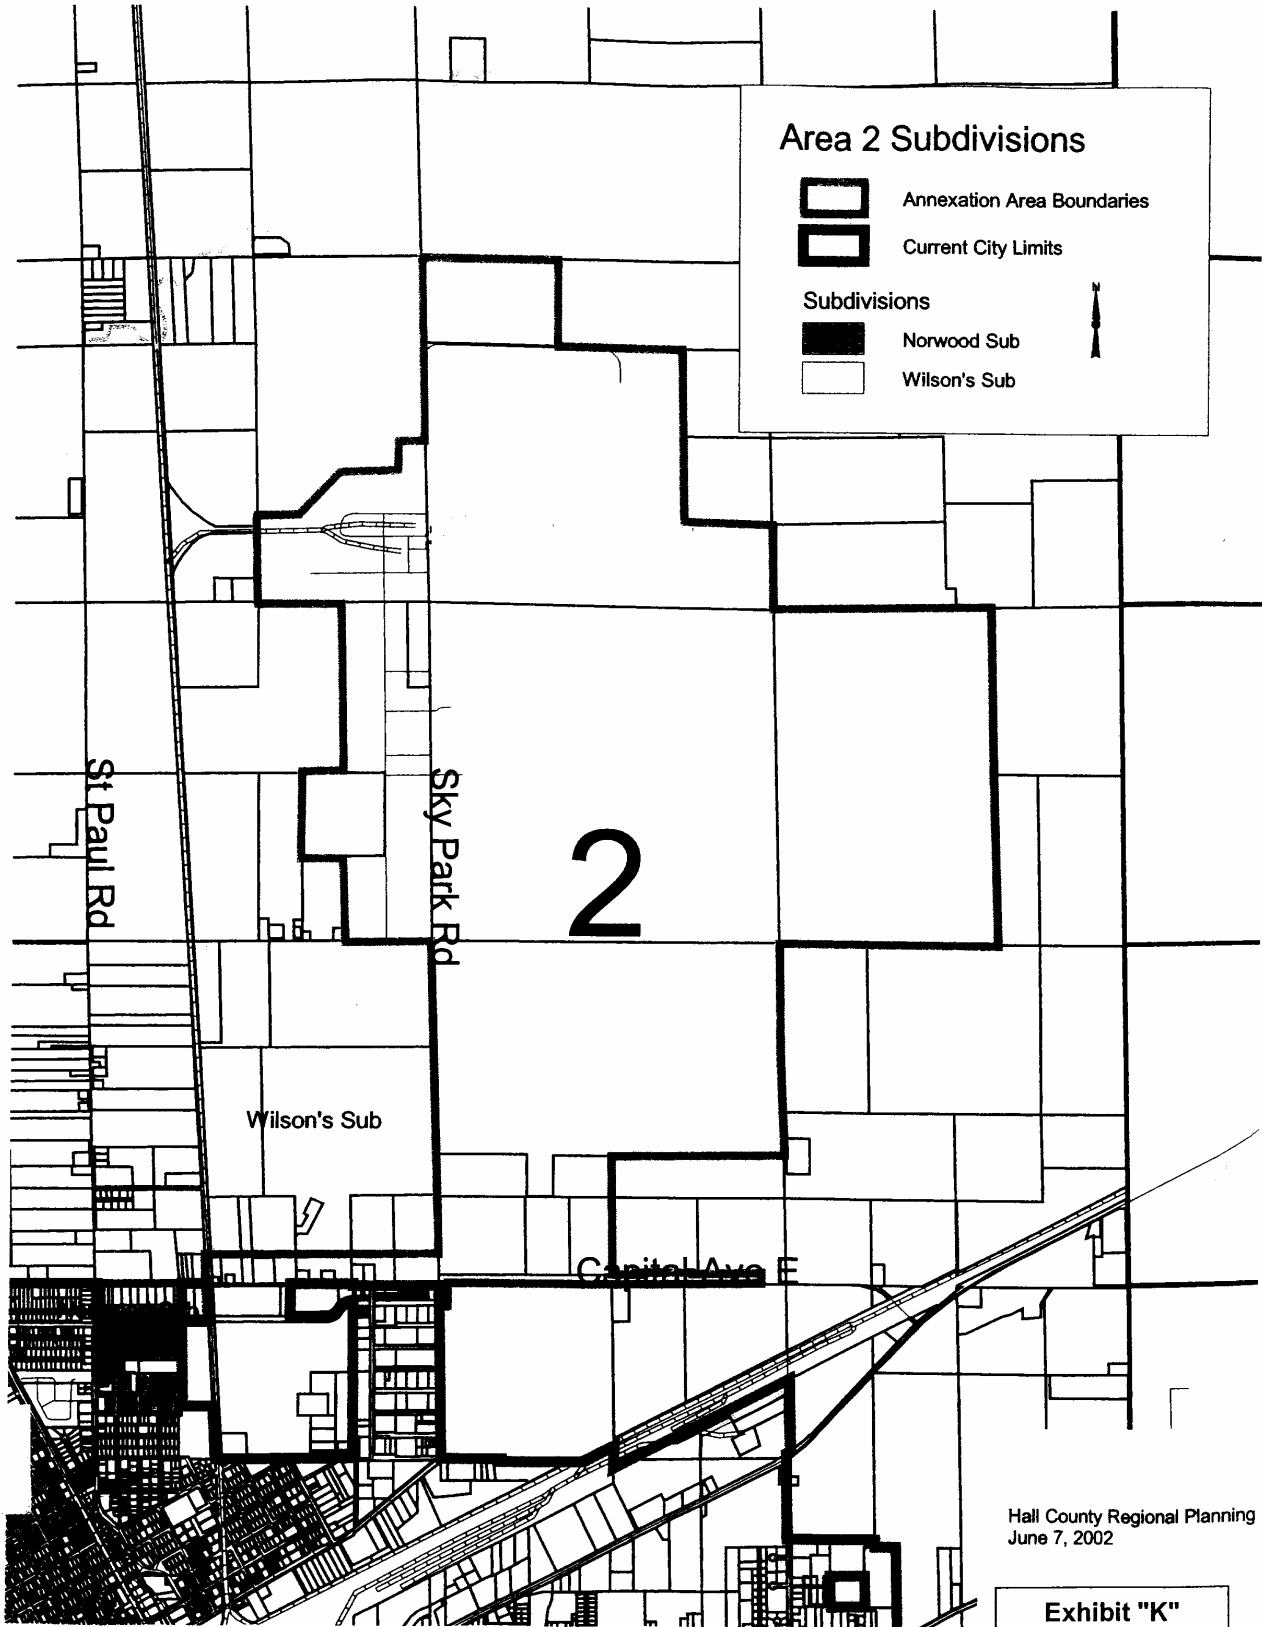 Area 2 Subdivisions
Annexation Area Boundaries
Current City Limits
Subdivisions
N
Norwood Sub
Wilson's Sub
St Paul Rd
Sky Park Rd
2
Wilson's Sub
Capital Ave E
Hall County Regional Planning
June 7, 2002
Exhibit "K"